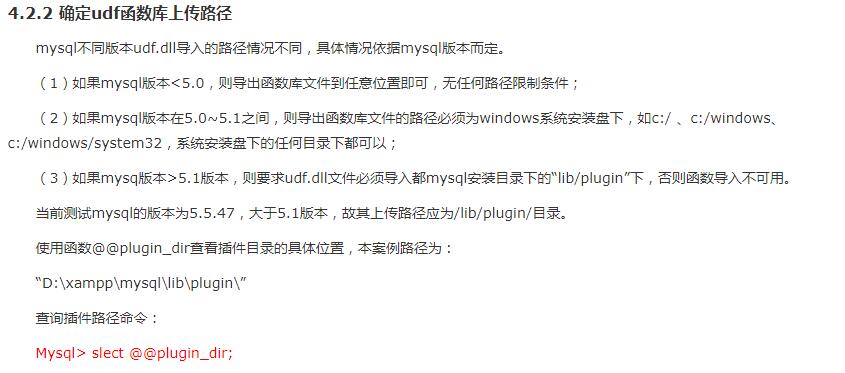 4.2.2 确定udf函数库上传路径
mysql不同版本udf.dll导入的路径情况不同，具体情况依据mysql版本而定。
（1）如果mysql版本<5.0，则导出函数库文件到任意位置即可，无任何路径限制条件；
（2）如果mysql版本在5.0~5.1之间，则导出函数库文件的路径必须为windows系统安装盘下，如c:/ 、c:/windows、
c:/windows/system32，系统安装盘下的任何目录下都可以；
（3）如果mysq版本>5.1版本，则要求udf.dll文件必须导入都mysql安装目录下的“lib/plugin”下，否则函数导入不可用。
当前测试mysql的版本为5.5.47，大于5.1版本，故其上传路径应为/lib/plugin/目录。
使用函数@@plugin_dir查看插件目录的具体位置，本案例路径为：
“D:\xampp\mysql\lib\plugin\”
查询插件路径命令：
Mysql> slect @@plugin_dir;